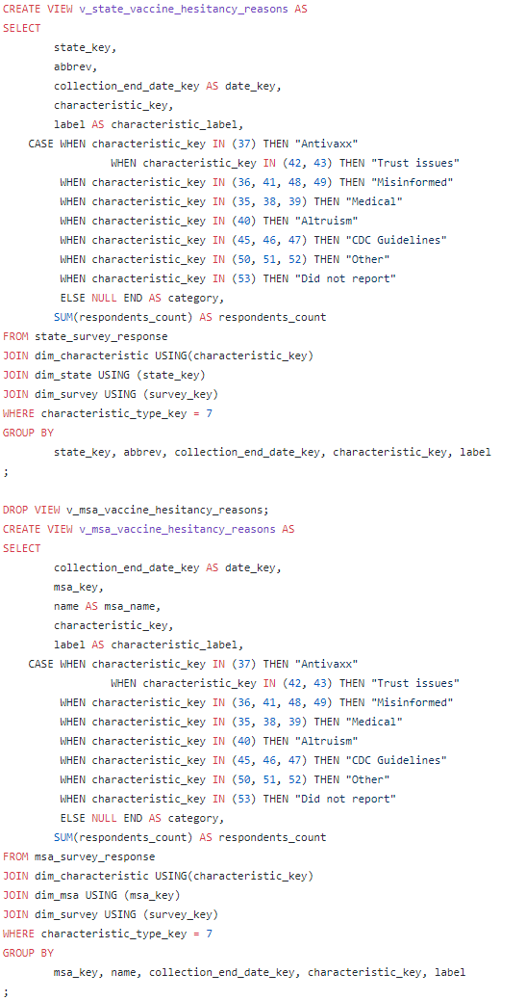 CREATE VIEW v_state_vaccine_hesitancy_reasons AS
SELECT
        state_key,
        abbrev,
        collection_end_date_key AS date_key,
        characteristic_key,
        label AS characteristic_label,
    CASE WHEN characteristic_key IN (37) THEN "Antivaxx"
                 WHEN characteristic_key IN (42, 43) THEN "Trust issues"
         WHEN characteristic_key IN (36, 41, 48, 49) THEN "Misinformed"
         WHEN characteristic_key IN (35, 38, 39) THEN "Medical"
         WHEN characteristic_key IN (40) THEN "Altruism"
         WHEN characteristic_key IN (45, 46, 47) THEN "CDC Guidelines"
         WHEN characteristic_key IN (50, 51, 52) THEN "Other"
         WHEN characteristic_key IN (53) THEN "Did not report"
         ELSE NULL END AS category,
        SUM(respondents_count) AS respondents_count
FROM state_survey_response
JOIN dim_characteristic USING(characteristic_key)
JOIN dim_state USING (state_key)
JOIN dim_survey USING (survey_key)
WHERE characteristic_type_key = 7
GROUP BY
        state_key, abbrev, collection_end_date_key, characteristic_key, label
;

DROP VIEW v_msa_vaccine_hesitancy_reasons;
CREATE VIEW v_msa_vaccine_hesitancy_reasons AS
SELECT
        collection_end_date_key AS date_key,
        msa_key,
        name AS msa_name,
        characteristic_key,
        label AS characteristic_label,
    CASE WHEN characteristic_key IN (37) THEN "Antivaxx"
                 WHEN characteristic_key IN (42, 43) THEN "Trust issues"
         WHEN characteristic_key IN (36, 41, 48, 49) THEN "Misinformed"
         WHEN characteristic_key IN (35, 38, 39) THEN "Medical"
         WHEN characteristic_key IN (40) THEN "Altruism"
         WHEN characteristic_key IN (45, 46, 47) THEN "CDC Guidelines"
         WHEN characteristic_key IN (50, 51, 52) THEN "Other"
         WHEN characteristic_key IN (53) THEN "Did not report"
         ELSE NULL END AS category,
        SUM(respondents_count) AS respondents_count
FROM msa_survey_response
JOIN dim_characteristic USING(characteristic_key)
JOIN dim_msa USING (msa_key)
JOIN dim_survey USING (survey_key)
WHERE characteristic_type_key = 7
GROUP BY
        msa_key, name, collection_end_date_key, characteristic_key, label
;